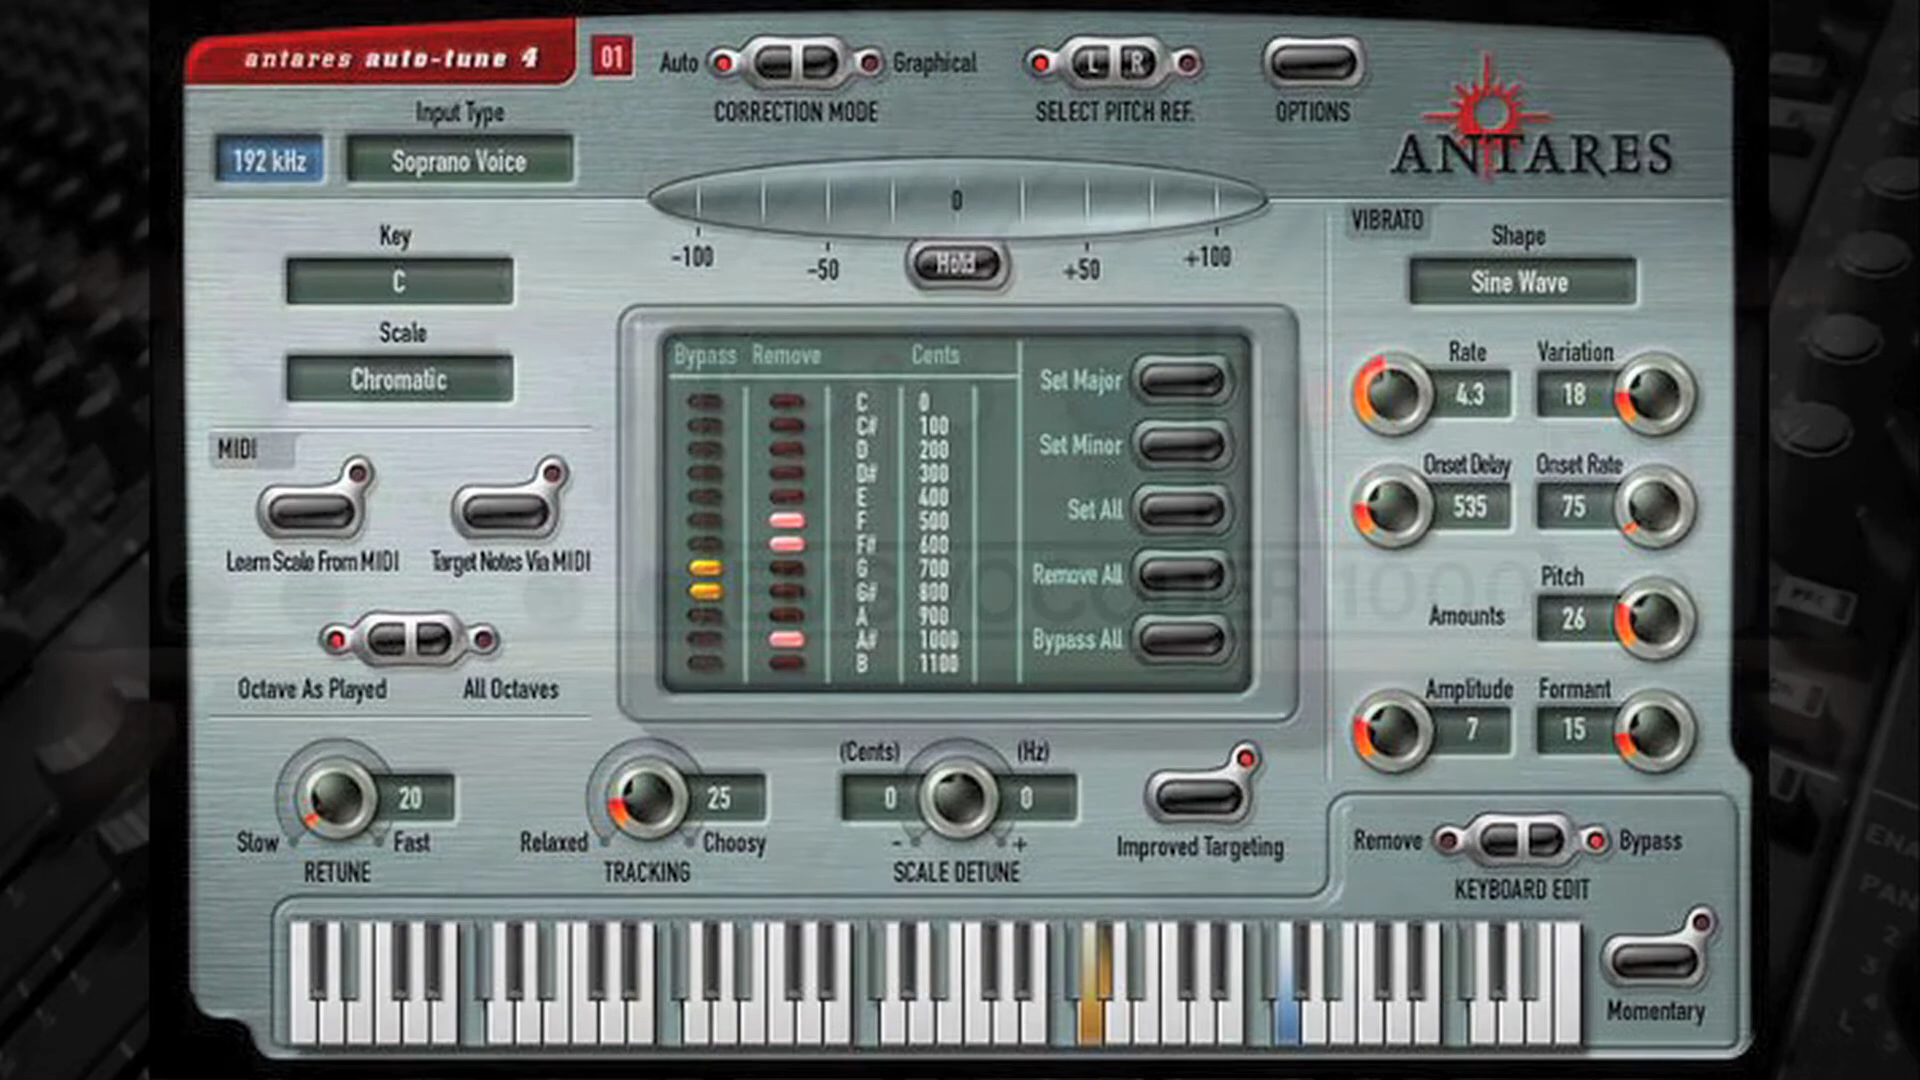 antares auto-tune 4
01
Auto
Graphical
CORRECTION MODE
L R
SELECT PITCH REF.
OPTIONS
ANTARES
Input Type
192 kHz
Soprano Voice
0
-100
-50
Hold
+50
+100
Key
C
Scale
Chromatic
MIDI
Learn Scale From MIDI
Target Notes Via MIDI
Octave As Played
All Octaves
Bypass Remove Cents
C 0
C# 100
D 200
D# 300
E 400
F 500
F# 600
G 700
G# 800
A 900
A# 1000
B 1100
Set Major
Set Minor
Set All
Remove All
Bypass All
VIBRATO
Shape
Sine Wave
Rate
4.3
Variation
18
Onset Delay
535
Onset Rate
75
Pitch
Amounts
26
Amplitude
7
Formant
15
20
Slow
Fast
RETUNE
25
Relaxed
Choosy
TRACKING
(Cents)
(Hz)
0
0
- +
SCALE DETUNE
Improved Targeting
Remove
Bypass
KEYBOARD EDIT
Momentary